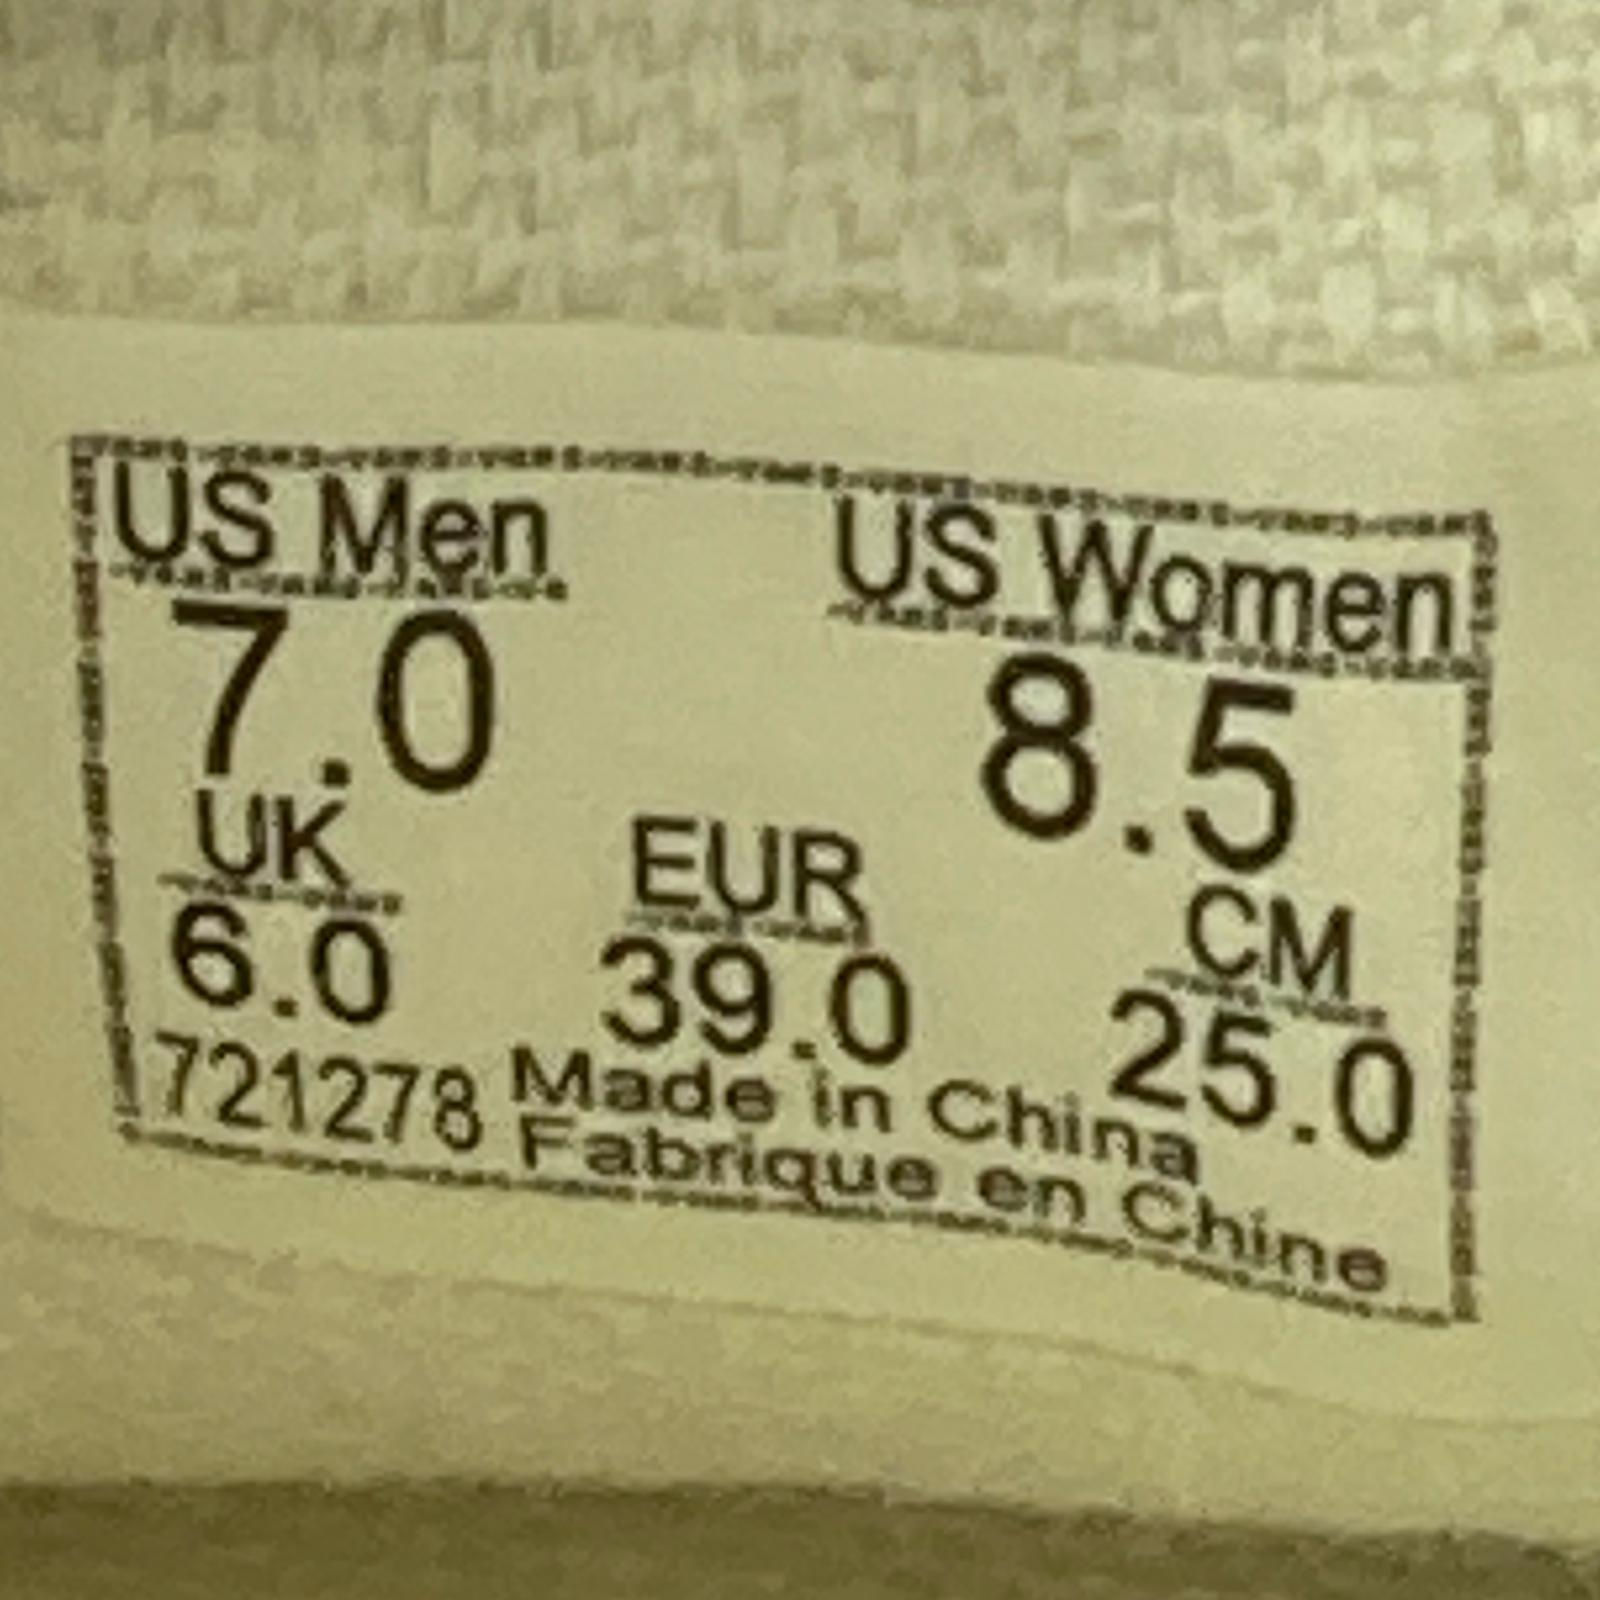 US Men US Women
7.0 8.5
UK EUR CM
6.0 39.0 25.0
721278 Made in China
Fabrique en Chine